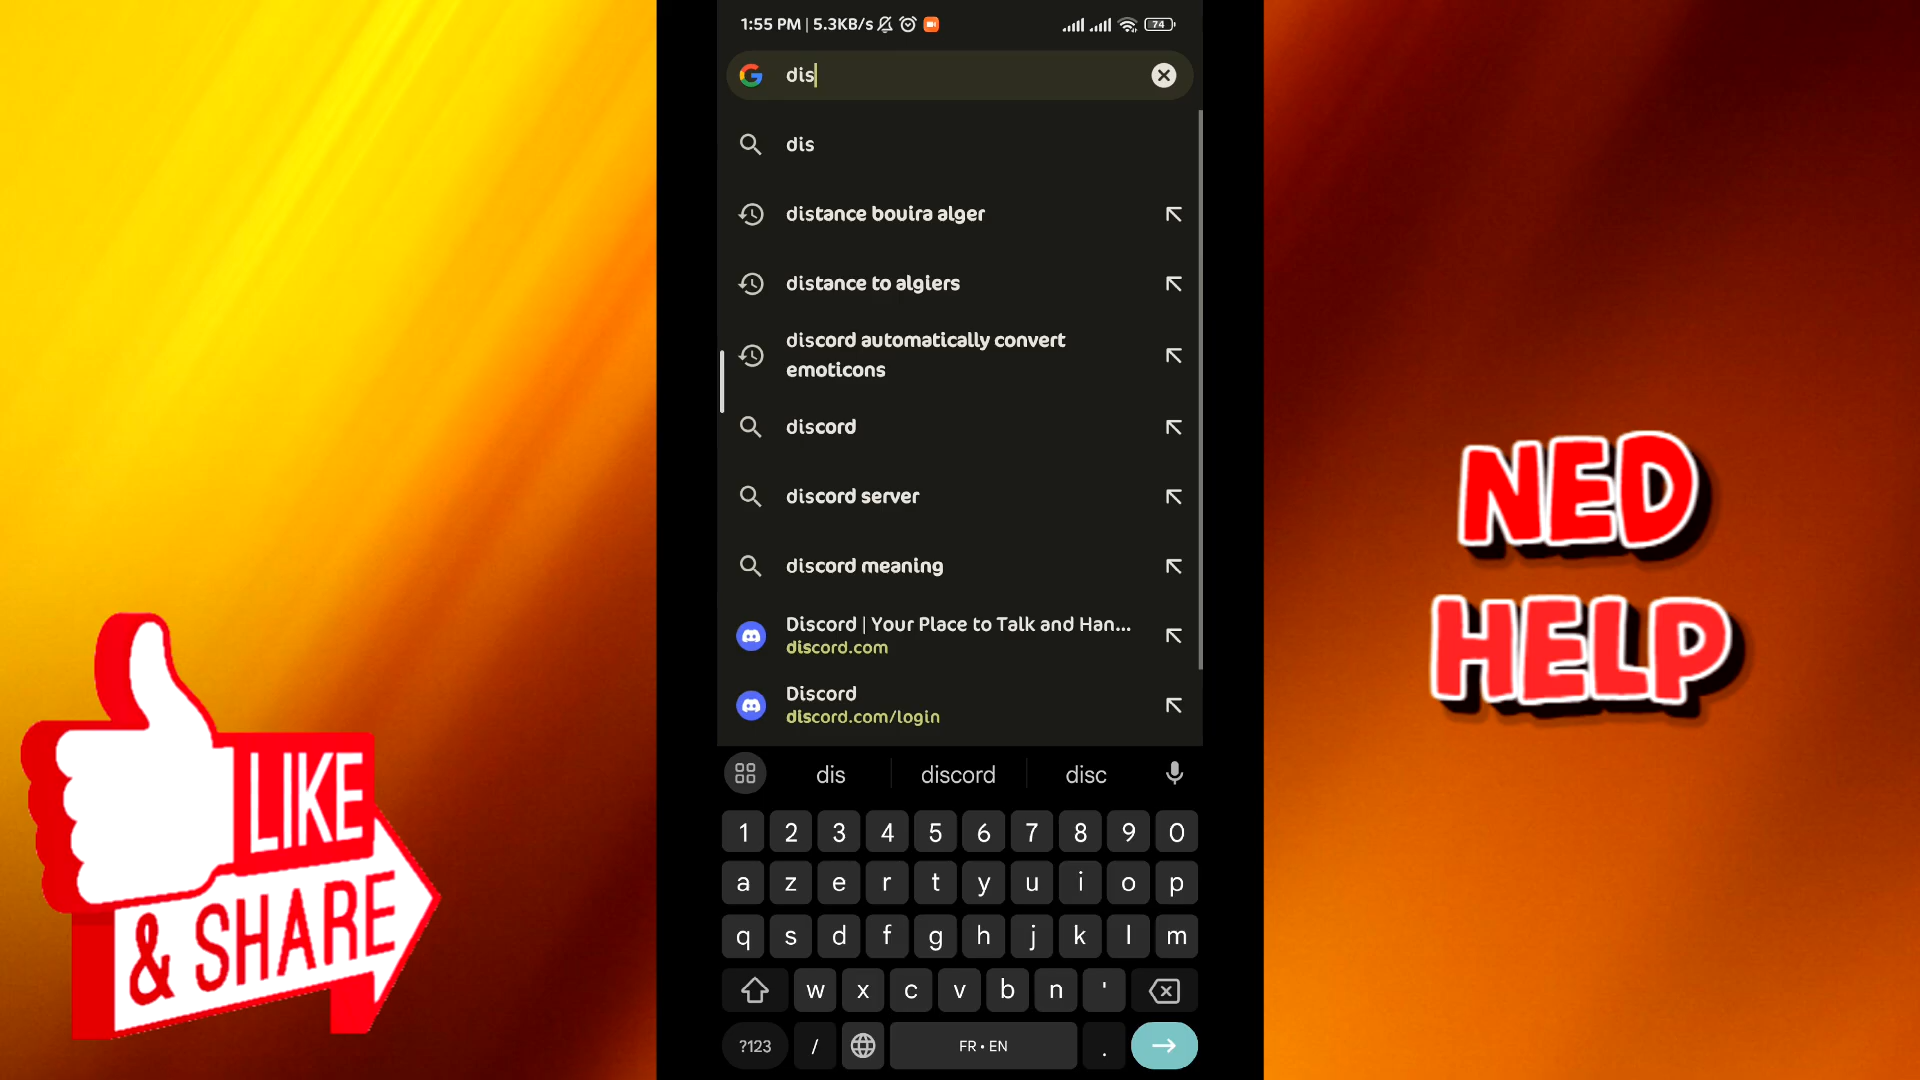 1:55 PM | 5.3KB/s
74
dis
dis
distance bouira alger
distance to algiers
discord automatically convert
emoticons
discord
discord server
discord meaning
Discord | Your Place to Talk and Han...
discord.com
Discord
discord.com/login
dis discord disc
1 2 3 4 5 6 7 8 9 0
a z e r t y u i o p
q s d f g h j k l m
w x c v b n '
?123 / FR • EN .
LIKE
& SHARE
NED
HELP